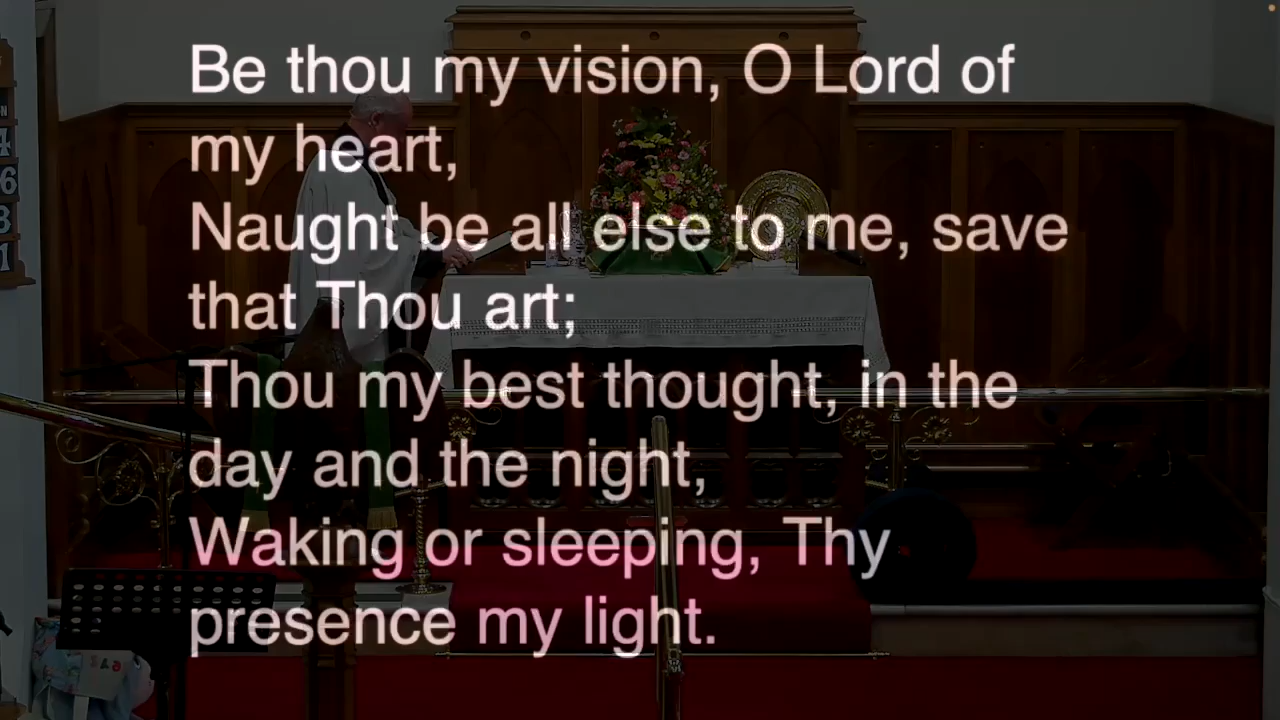 Be thou my vision, O Lord of
my heart,
Naught be all else to me, save
that Thou art;
Thou my best thought, in the
day and the night,
Waking or sleeping, Thy
presence my light.